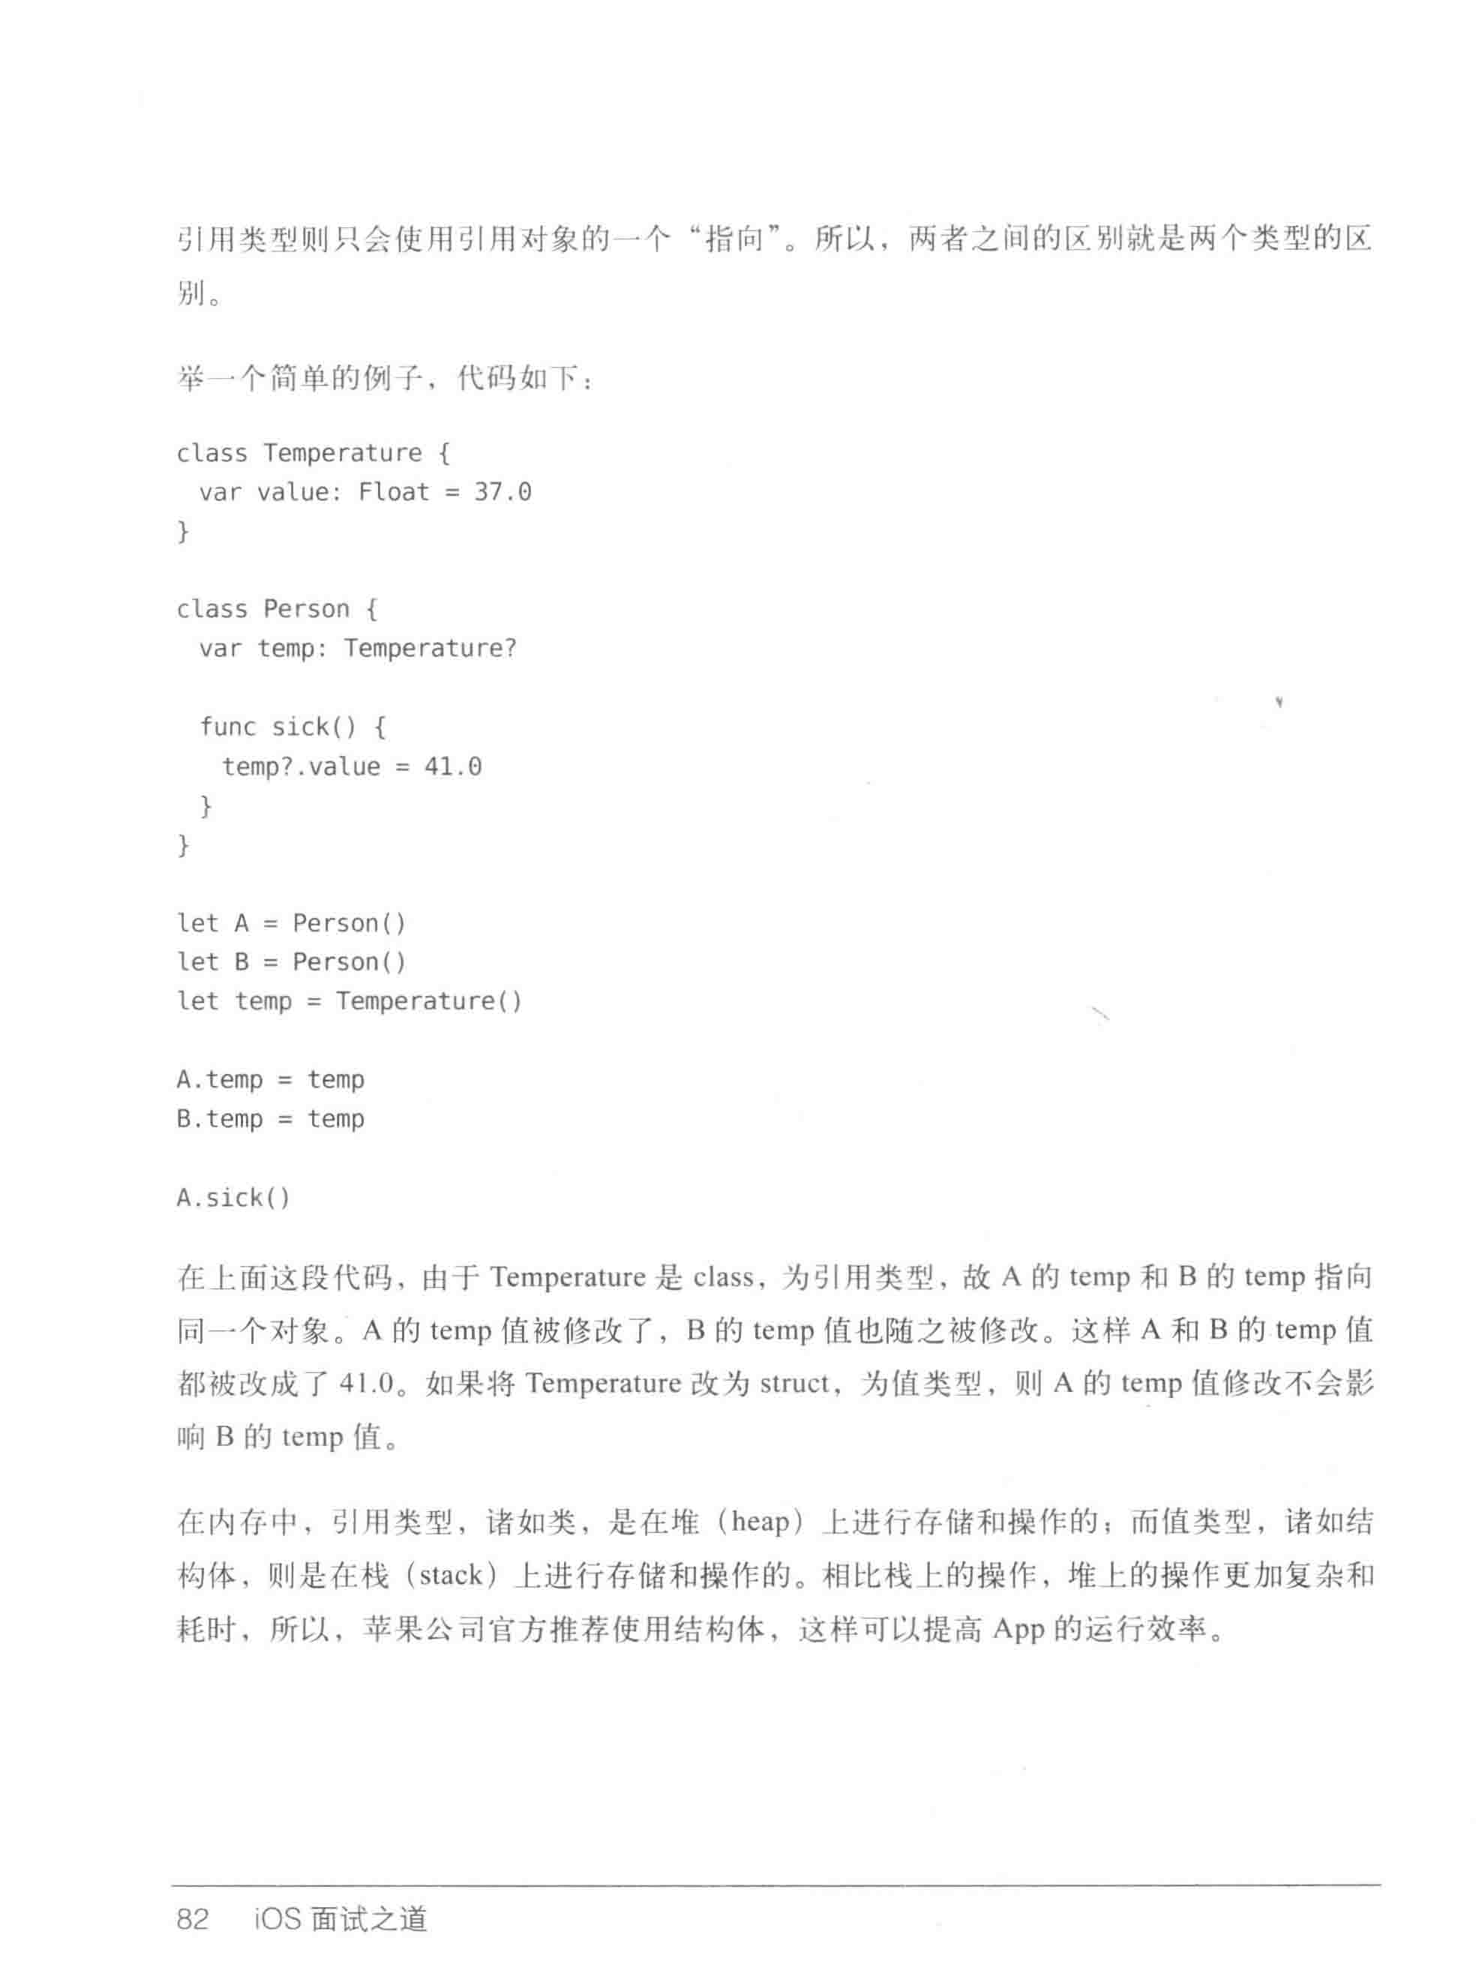 引用类型则只会使用引用对象的一个“指向”。所以，两者之间的区别就是两个类型的区
别。
举一个简单的例子，代码如下：
class Temperature {
  var value: Float = 37.0
}
class Person {
  var temp: Temperature?
  func sick() {
    temp?.value = 41.0
  }
}
let A = Person()
let B = Person()
let temp = Temperature()
A.temp = temp
B.temp = temp
A.sick()
在上面这段代码，由于 Temperature 是 class，为引用类型，故 A 的 temp 和 B 的 temp 指向
同一个对象。A 的 temp 值被修改了，B 的 temp 值也随之被修改。这样 A 和 B 的 temp 值
都被改成了 41.0。如果将 Temperature 改为 struct，为值类型，则 A 的 temp 值修改不会影
响 B 的 temp 值。
在内存中，引用类型，诸如类，是在堆（heap）上进行存储和操作的；而值类型，诸如结
构体，则是在栈（stack）上进行存储和操作的。相比栈上的操作，堆上的操作更加复杂和
耗时，所以，苹果公司官方推荐使用结构体，这样可以提高 App 的运行效率。
82 iOS 面试之道